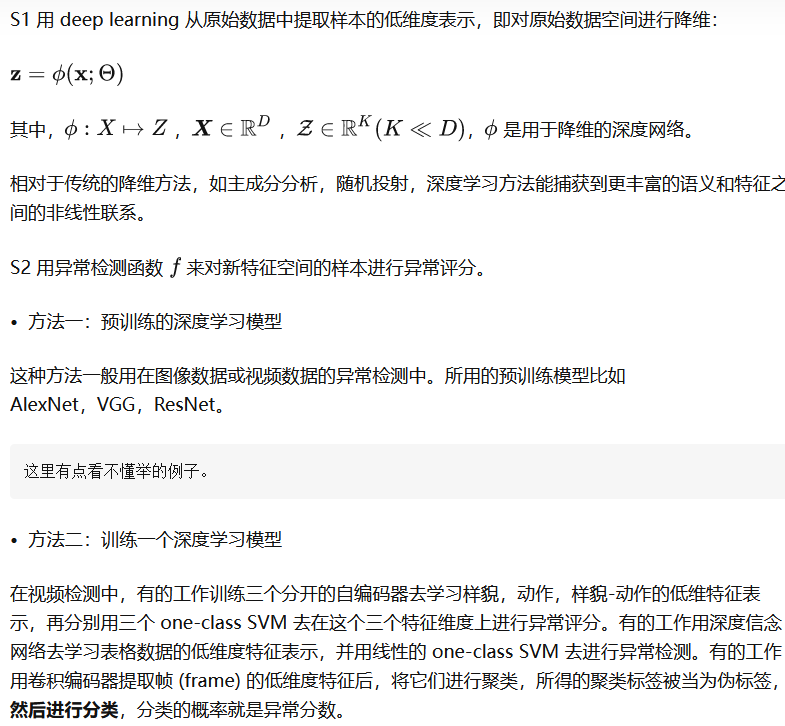 S1 用 deep learning 从原始数据中提取样本的低维度表示，即对原始数据空间进行降维：
z = ϕ(x; Θ)
其中，ϕ : X ↦ Z ，X ∈ ℝ^D ，𝒵 ∈ ℝ^K (K ≪ D)，ϕ 是用于降维的深度网络。
相对于传统的降维方法，如主成分分析，随机投射，深度学习方法能捕获到更丰富的语义和特征之
间的非线性联系。
S2 用异常检测函数 f 来对新特征空间的样本进行异常评分。
• 方法一：预训练的深度学习模型
这种方法一般用在图像数据或视频数据的异常检测中。所用的预训练模型比如
AlexNet，VGG，ResNet。
这里有点看不懂举的例子。
• 方法二：训练一个深度学习模型
在视频检测中，有的工作训练三个分开的自编码器去学习样貌，动作，样貌-动作的低维特征表
示，再分别用三个 one-class SVM 去在这个三个特征维度上进行异常评分。有的工作用深度信念
网络去学习表格数据的低维度特征表示，并用线性的 one-class SVM 去进行异常检测。有的工作
用卷积编码器提取帧 (frame) 的低维度特征后，将它们进行聚类，所得的聚类标签被当为伪标签，
然后进行分类，分类的概率就是异常分数。